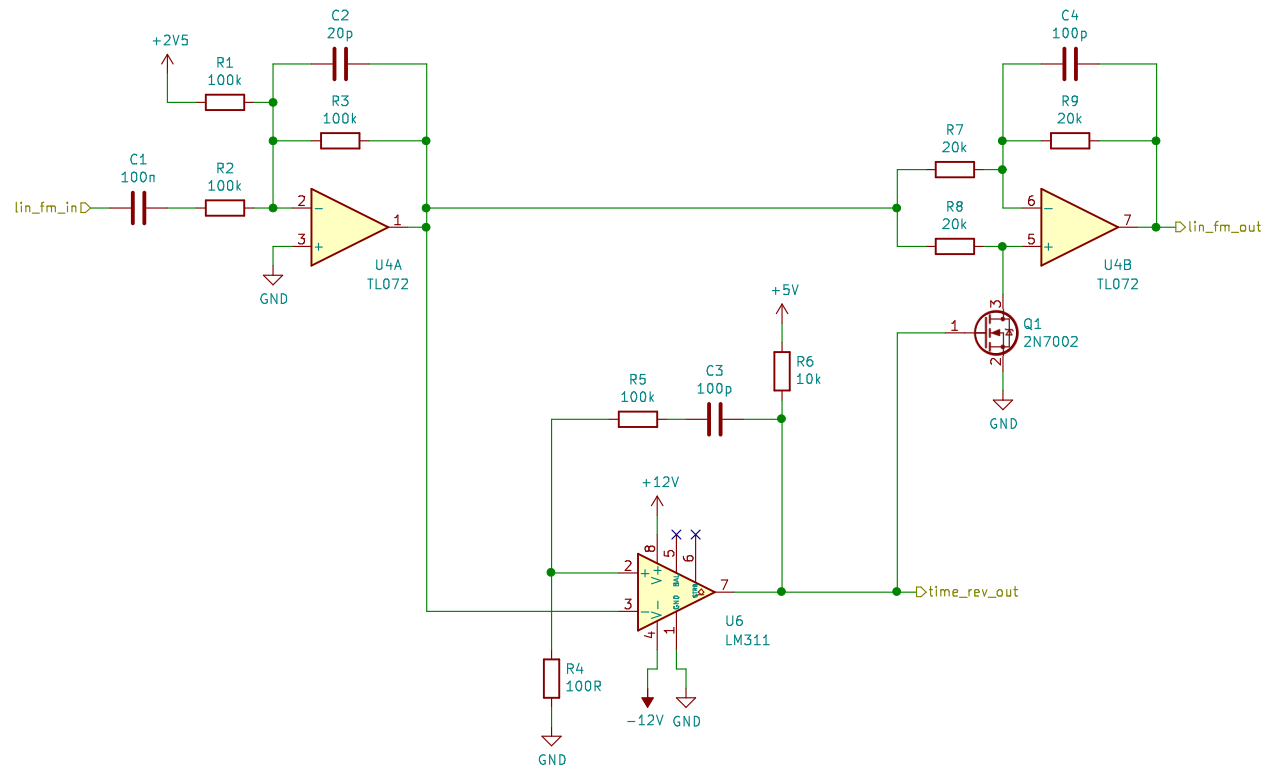 C2
20p
C4
100p
+2V5
R1
100k
R3
100k
R9
20k
R7
20k
C1
100n
R2
100k
lin_fm_in
2
−
1
3
+
U4A
TL072
GND
R8
20k
6
−
7
5
+
lin_fm_out
U4B
TL072
+5V
3
1
Q1
2N7002
2
GND
R6
10k
R5
100k
C3
100p
+12V
8
5
6
2
+
V+
BAL
STRB
7
3
−
V-
GND
time_rev_out
4
1
U6
LM311
R4
100R
-12V
GND
GND